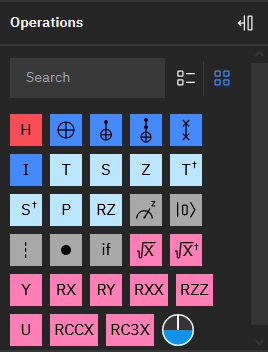 Operations
Search
H
I T S Z T†
S† P RZ z |0⟩
if √X √X†
Y RX RY RXX RZZ
U RCCX RC3X